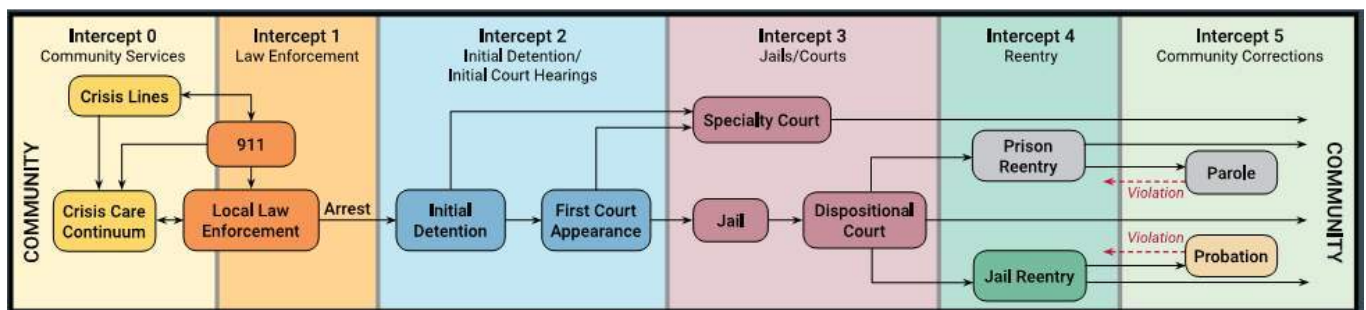 Intercept 0
Community Services
Intercept 1
Law Enforcement
Intercept 2
Initial Detention/
Initial Court Hearings
Intercept 3
Jails/Courts
Intercept 4
Reentry
Intercept 5
Community Corrections
COMMUNITY
Crisis Lines
911
Crisis Care
Continuum
Local Law
Enforcement
Arrest
Initial
Detention
First Court
Appearance
Specialty Court
Jail
Dispositional
Court
Prison
Reentry
Jail Reentry
Violation
Parole
Violation
Probation
COMMUNITY